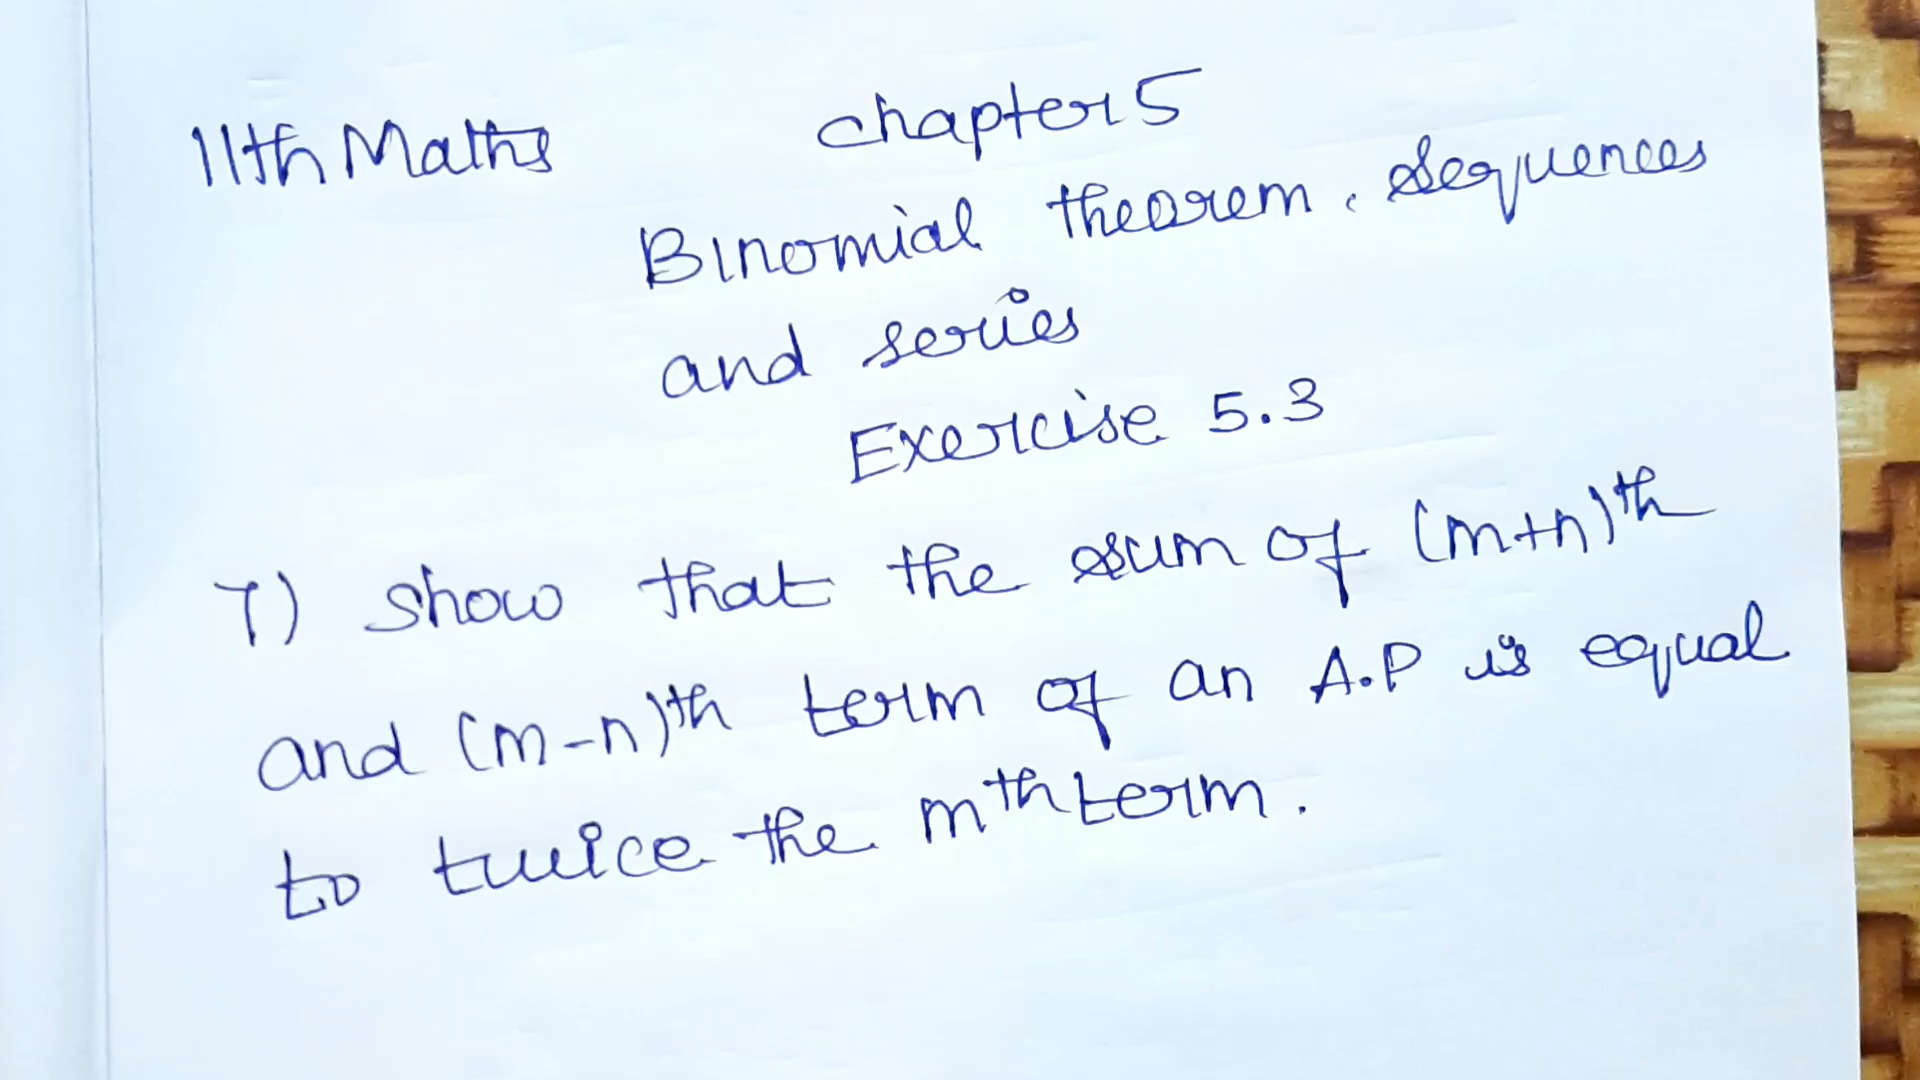 11th Maths chapter 5
Binomial theorem, Sequences
and series
Exercise 5.3
7) Show that the sum of (m+n)th
and (m-n)th term of an A.P is equal
to twice the mth term.